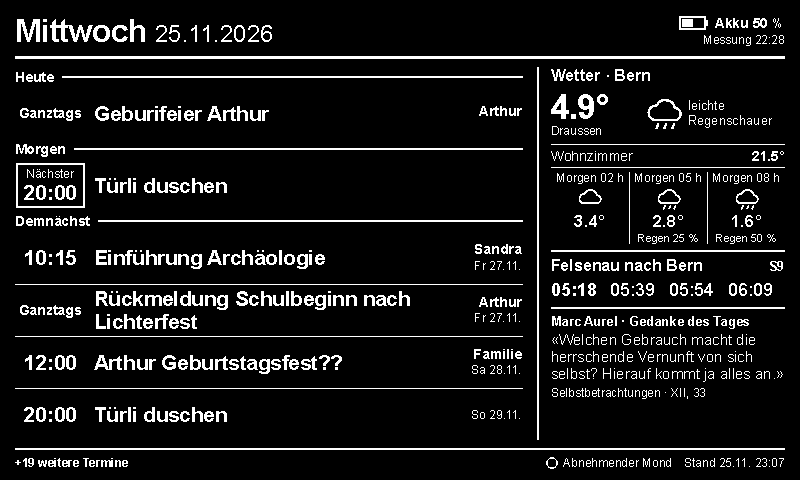 Mittwoch 25.11.2026
Akku 50 %
Messung 22:28
Heute
Ganztags Geburifeier Arthur Arthur
Morgen
Nächster
20:00 Türli duschen
Demnächst
10:15 Einführung Archäologie Sandra
Fr 27.11.
Ganztags Rückmeldung Schulbeginn nach Lichterfest Arthur
Fr 27.11.
12:00 Arthur Geburtstagsfest?? Familie
Sa 28.11.
20:00 Türli duschen So 29.11.
+19 weitere Termine
Wetter · Bern
4.9° leichte
Regenschauer
Draussen
Wohnzimmer 21.5°
Morgen 02 h Morgen 05 h Morgen 08 h
3.4° 2.8° 1.6°
Regen 25 % Regen 50 %
Felsenau nach Bern S9
05:18 05:39 05:54 06:09
Marc Aurel · Gedanke des Tages
«Welchen Gebrauch macht die
herrschende Vernunft von sich
selbst? Hierauf kommt ja alles an.»
Selbstbetrachtungen · XII, 33
Abnehmender Mond Stand 25.11. 23:07